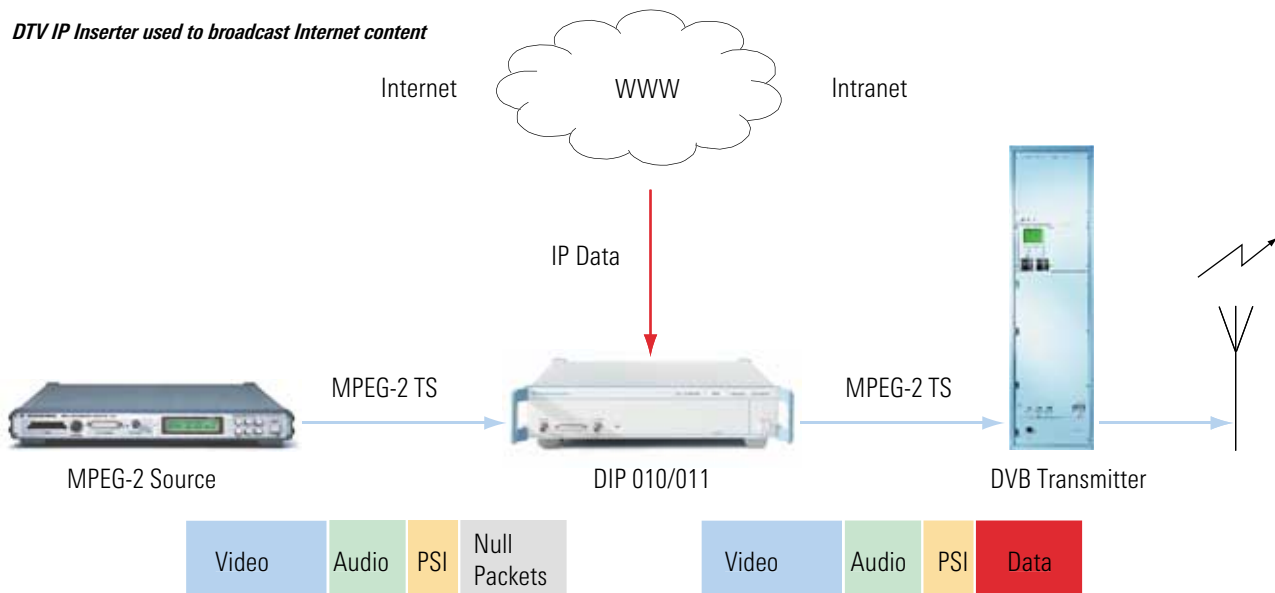 DTV IP Inserter used to broadcast Internet content
Internet
WWW
Intranet
IP Data
MPEG-2 TS
MPEG-2 TS
MPEG-2 Source
DIP 010/011
DVB Transmitter
Video
Audio
PSI
Null
Packets
Video
Audio
PSI
Data